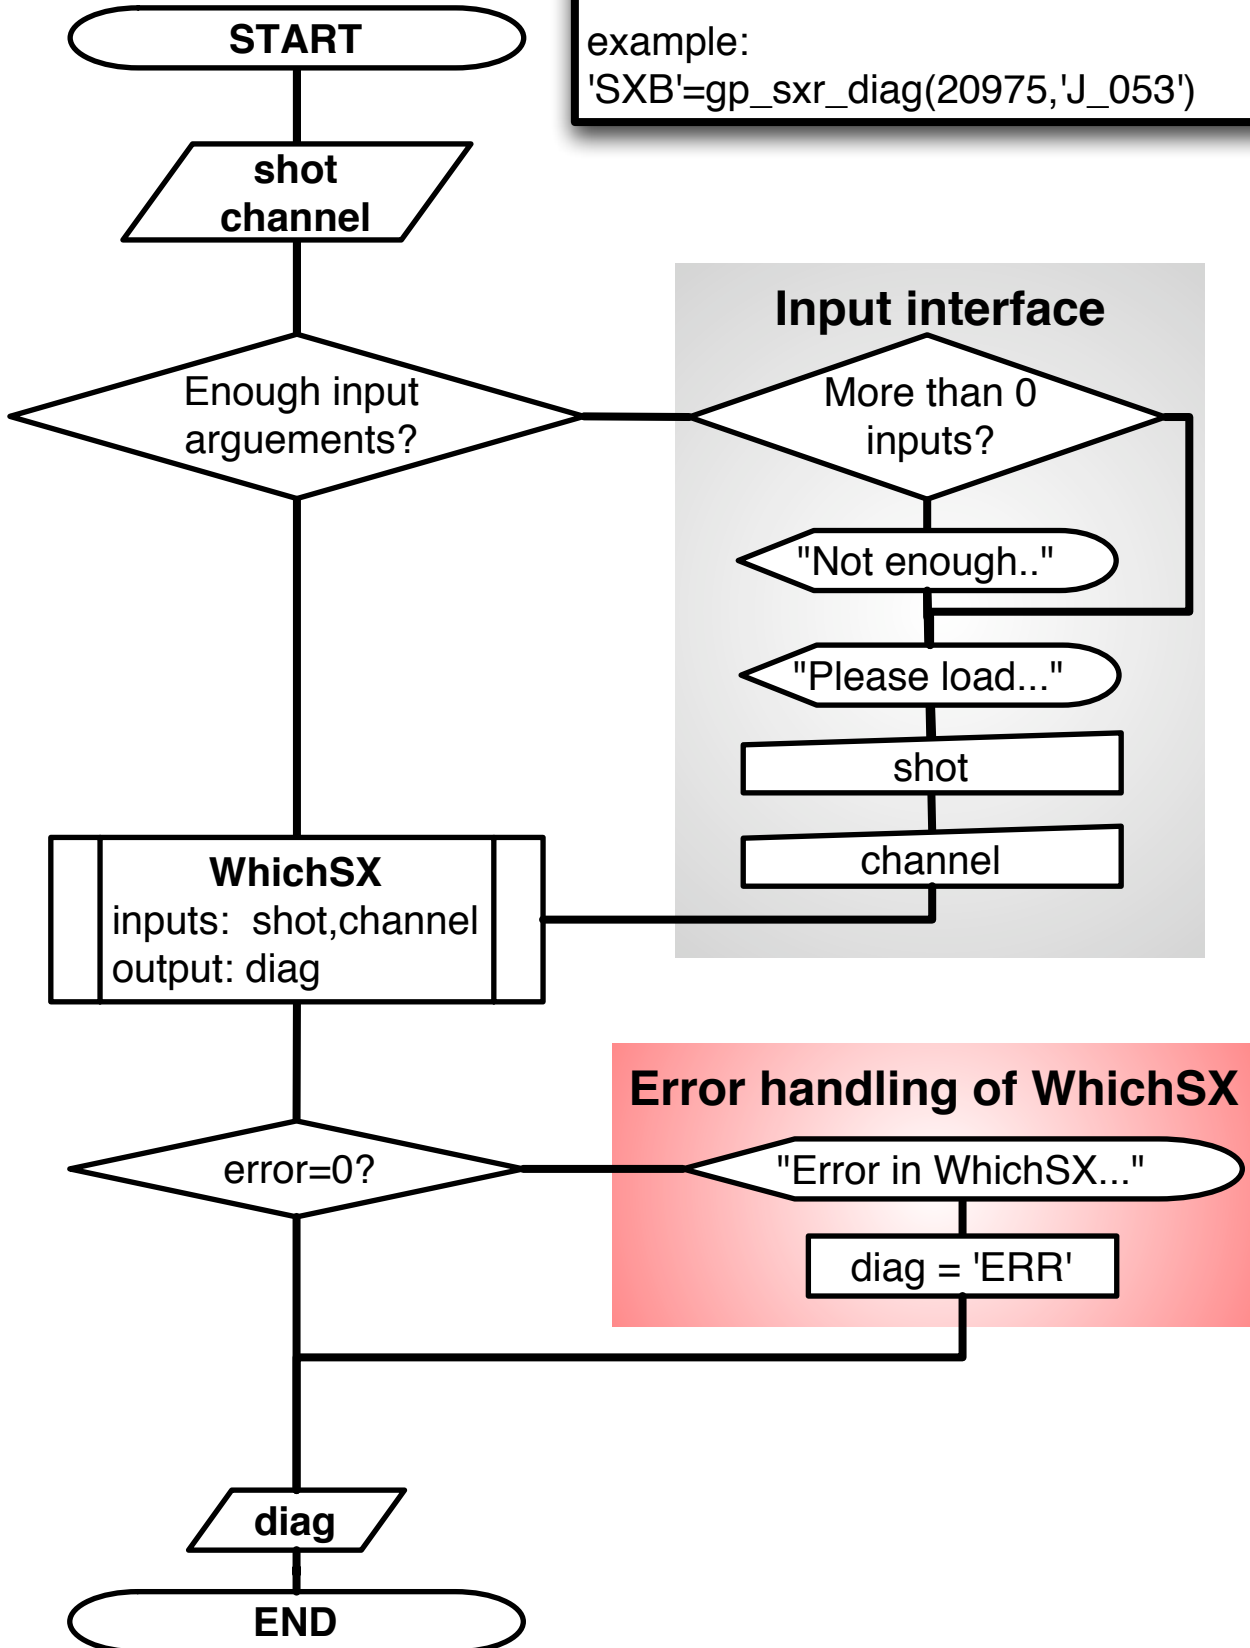 START
example:
'SXB'=gp_sxr_diag(20975,'J_053')
shot
channel
Enough input
arguements?
Input interface
More than 0
inputs?
"Not enough.."
"Please load..."
shot
channel
WhichSX
inputs:  shot,channel
output: diag
error=0?
Error handling of WhichSX
"Error in WhichSX..."
diag = 'ERR'
diag
END